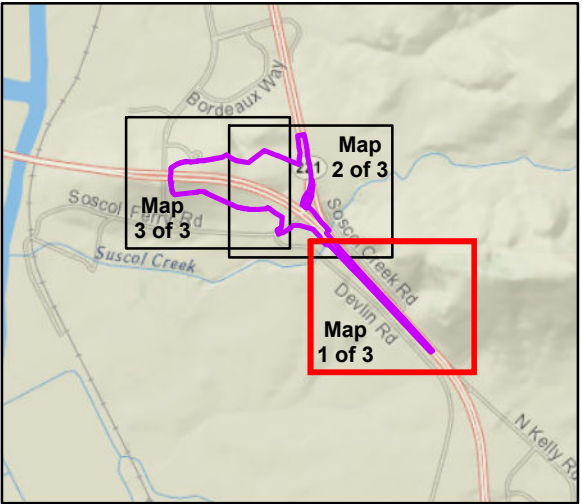 Bordeaux Way
Map
2 of 3
Soscol Ferry Rd
Map
3 of 3
Suscol Creek
Soscol Creek Rd
Devlin Rd
Map
1 of 3
N Kelly Rd